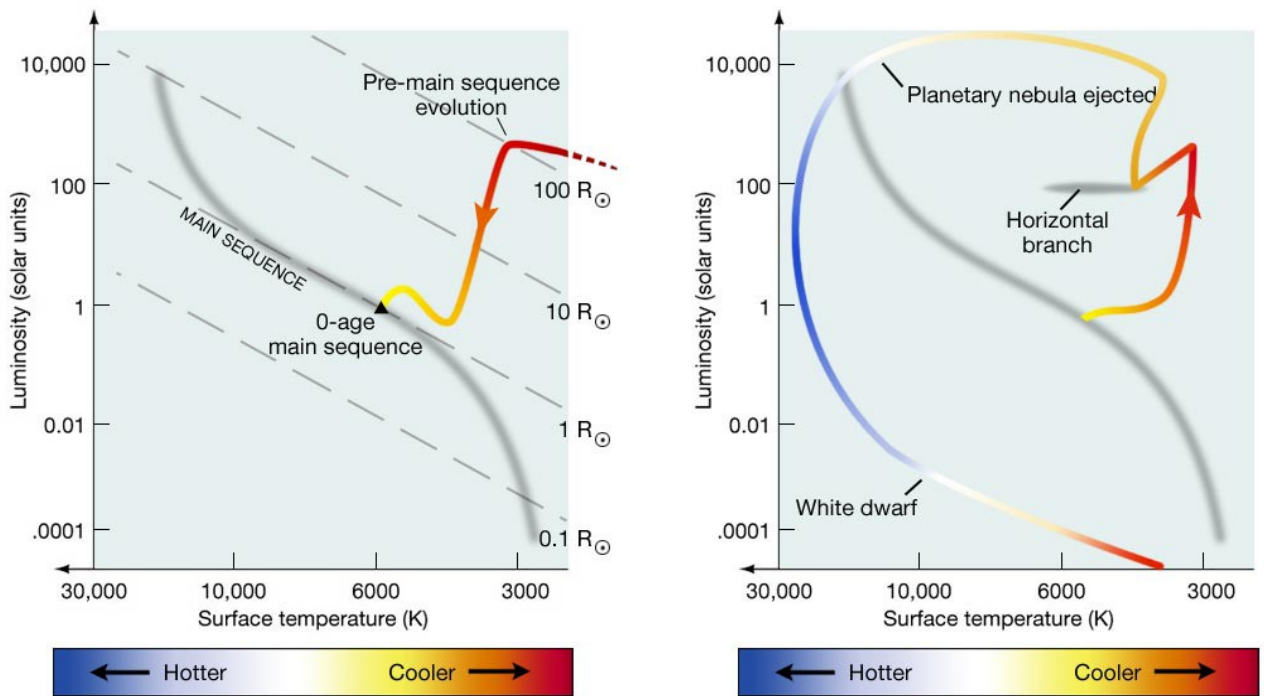 Luminosity (solar units)
10,000
100
1
0.01
.0001
Pre-main sequence
evolution
MAIN SEQUENCE
0-age
main sequence
100 R☉
10 R☉
1 R☉
0.1 R☉
30,000
10,000
6000
3000
Surface temperature (K)
Hotter
Cooler
Luminosity (solar units)
10,000
100
1
0.01
.0001
Planetary nebula ejected
Horizontal
branch
White dwarf
30,000
10,000
6000
3000
Surface temperature (K)
Hotter
Cooler